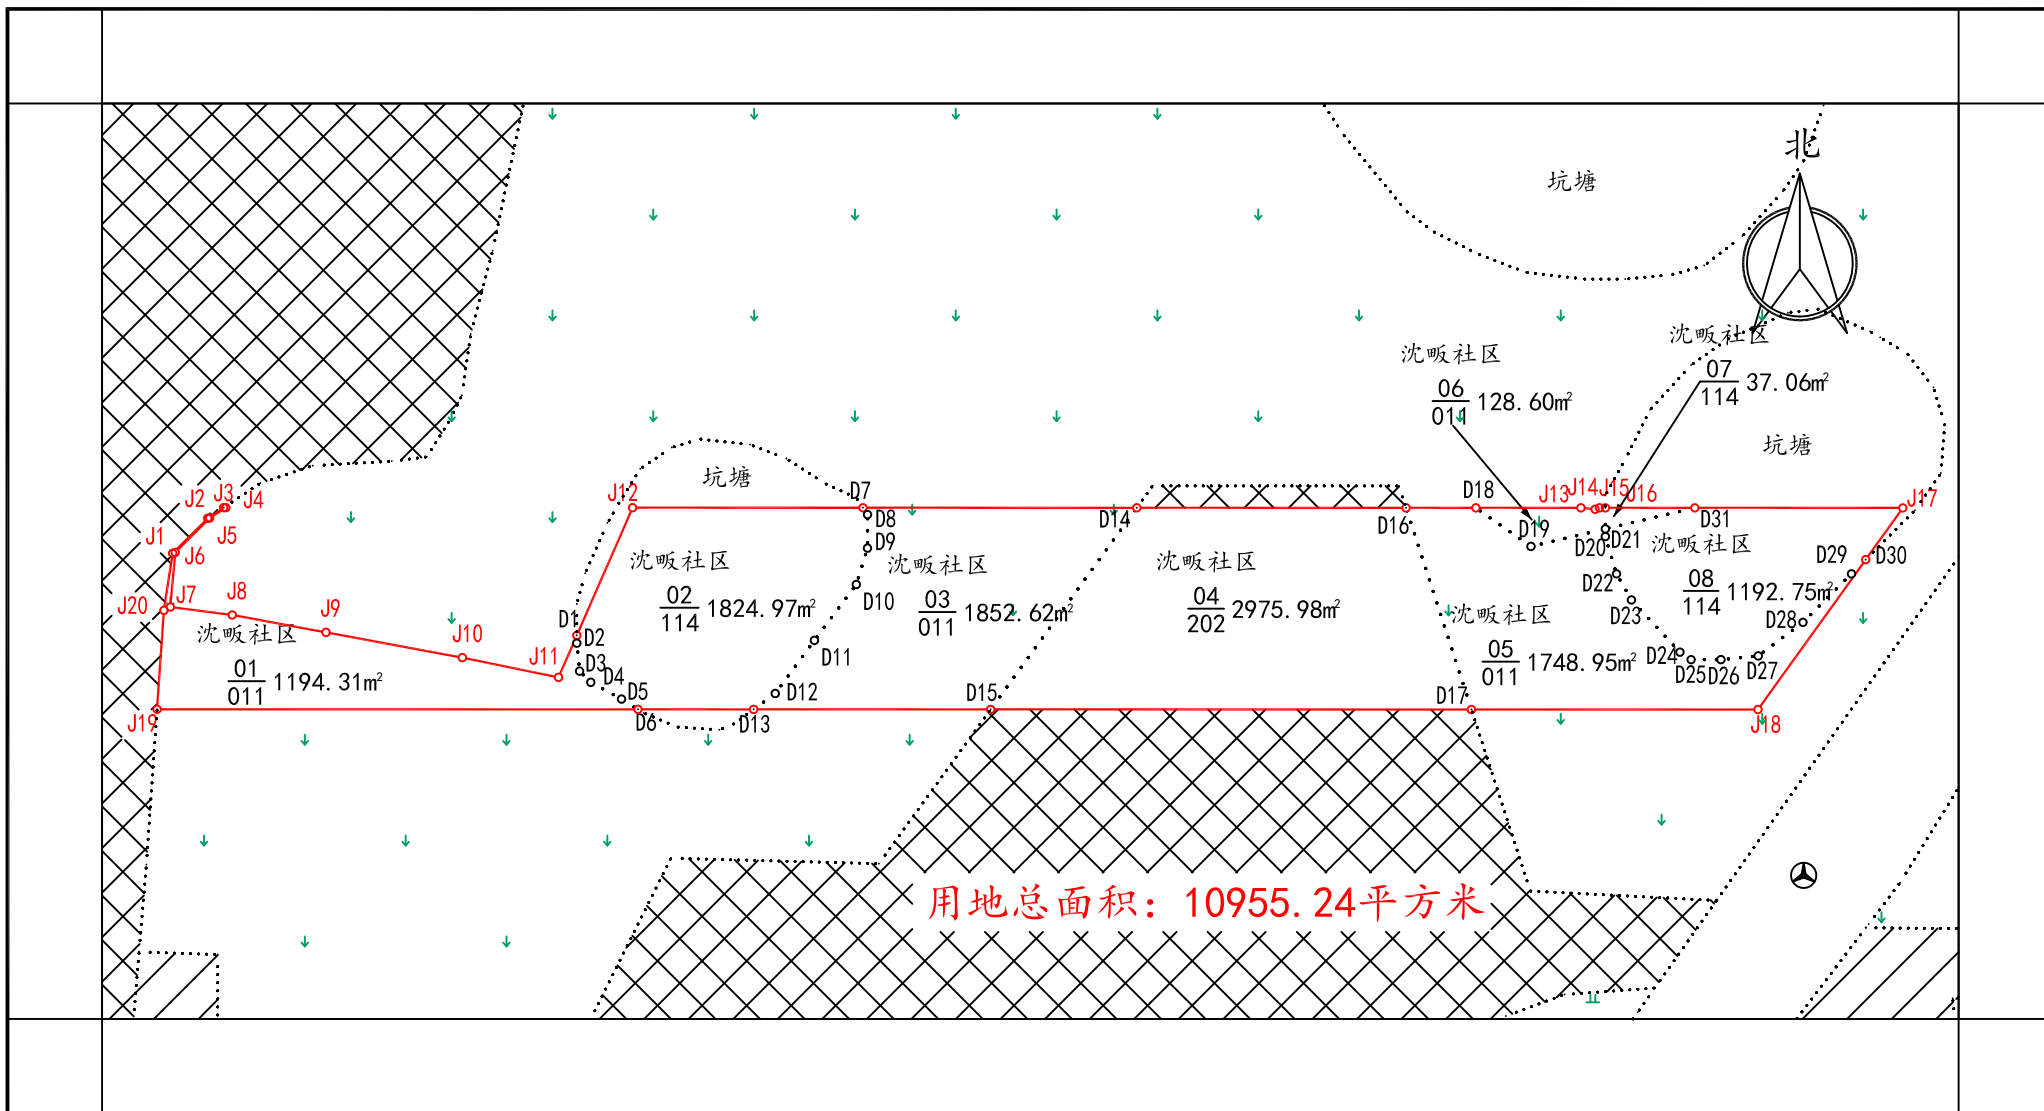 北
坑塘
沈畈社区
07
114
37.06㎡
沈畈社区
06
011
128.60㎡
坑塘
坑塘
J1
J2
J3
J4
J5
J6
J7
J8
J9
J10
J11
J12
J13
J14
J15
J16
J17
J18
J19
J20
D1
D2
D3
D4
D5
D6
D7
D8
D9
D10
D11
D12
D13
D14
D15
D16
D17
D18
D19
D20
D21
D22
D23
D24
D25
D26
D27
D28
D29
D30
D31
沈畈社区
01
011
1194.31㎡
沈畈社区
02
114
1824.97㎡
沈畈社区
03
011
1852.62㎡
沈畈社区
04
202
2975.98㎡
沈畈社区
05
011
1748.95㎡
沈畈社区
08
114
1192.75㎡
用地总面积：10955.24平方米